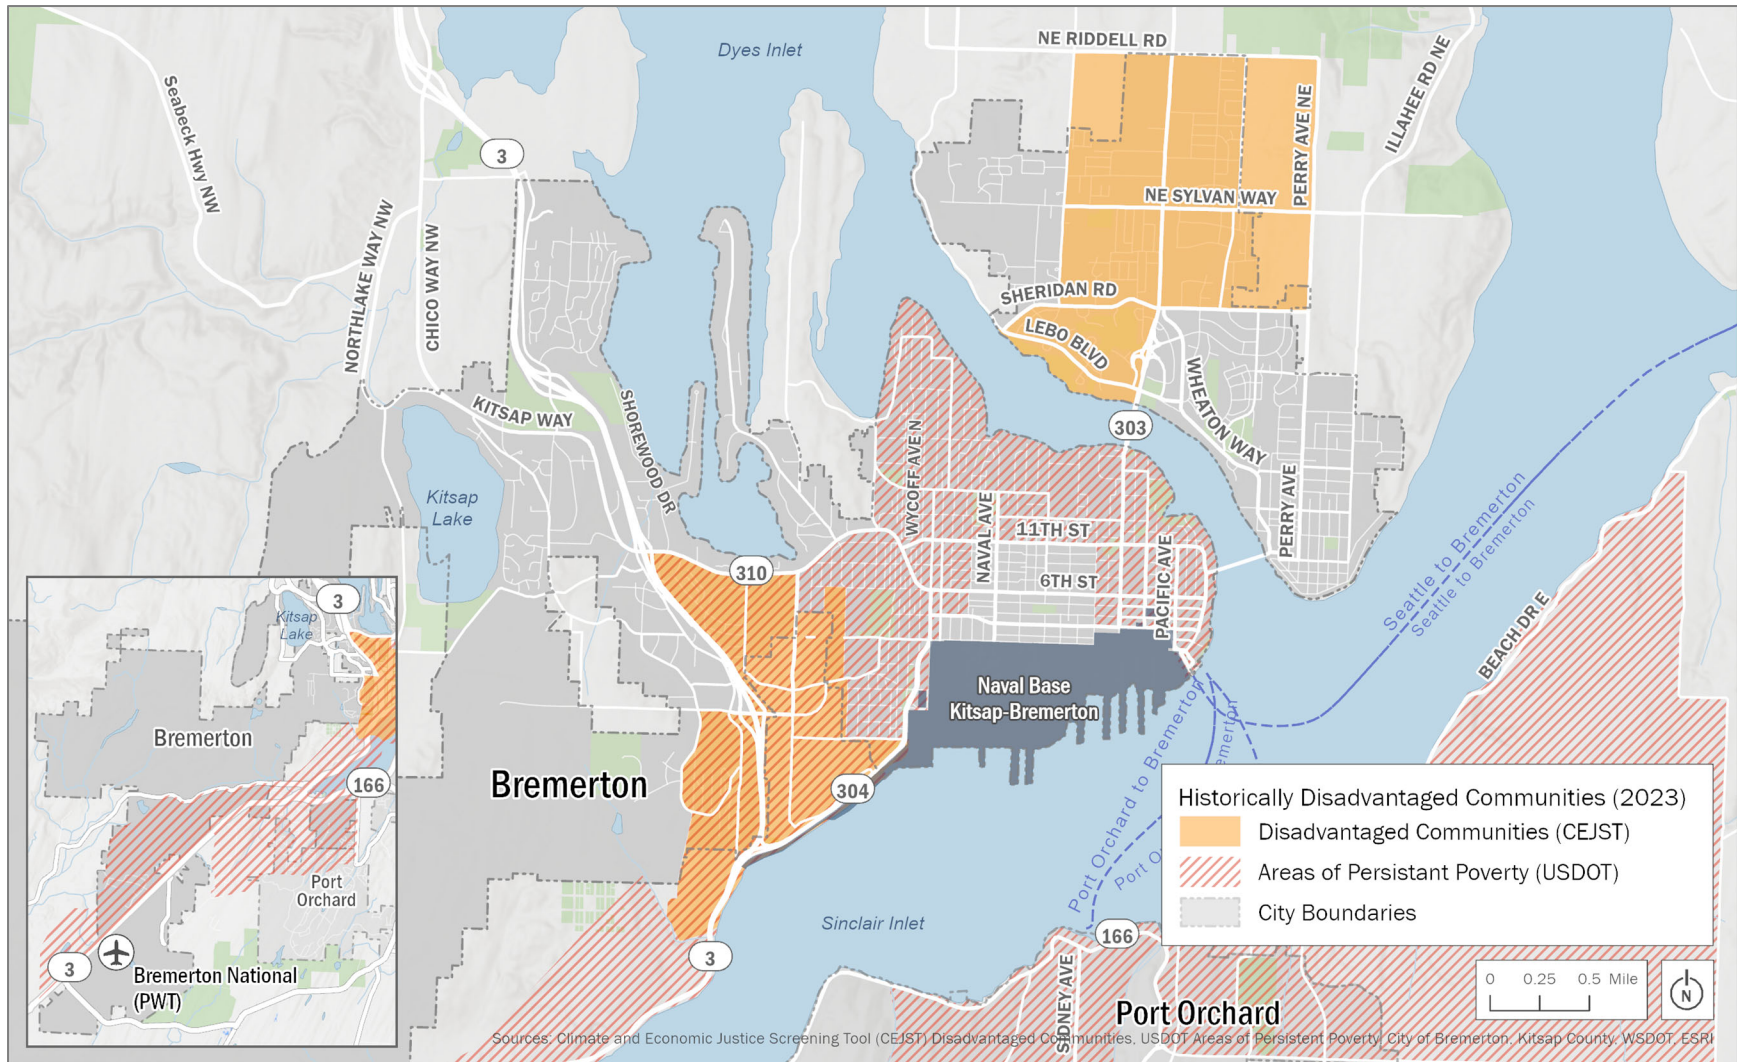 Dyes Inlet
NE RIDDELL RD
Seabeck Hwy NW
3
ILLAHEE RD NE
PERRY AVE NE
NE SYLVAN WAY
NORTHLAKE WAY NW
CHICO WAY NW
SHERIDAN RD
LEBO BLVD
KITSAP WAY
SHOREWOOD DR
WHEATON WAY
303
WYCOFF AVE N
Kitsap
Lake
NAVAL AVE
11TH ST
PERRY AVE
6TH ST
PACIFIC AVE
310
Seattle to Bremerton
Seattle to Bremerton
BEACH DR E
Naval Base
Kitsap-Bremerton
Bremerton
304
Port Orchard to Bremerton
Port Or
emerton
Sinclair Inlet
3
166
SIDNEY AVE
Port Orchard
3
Kitsap
Lake
Bremerton
166
Port
Orchard
3
Bremerton National
(PWT)
Historically Disadvantaged Communities (2023)
Disadvantaged Communities (CEJST)
Areas of Persistant Poverty (USDOT)
City Boundaries
0 0.25 0.5 Mile
N
Sources: Climate and Economic Justice Screening Tool (CEJST) Disadvantaged Communities, USDOT Areas of Persistent Poverty, City of Bremerton, Kitsap County, WSDOT, ESRI